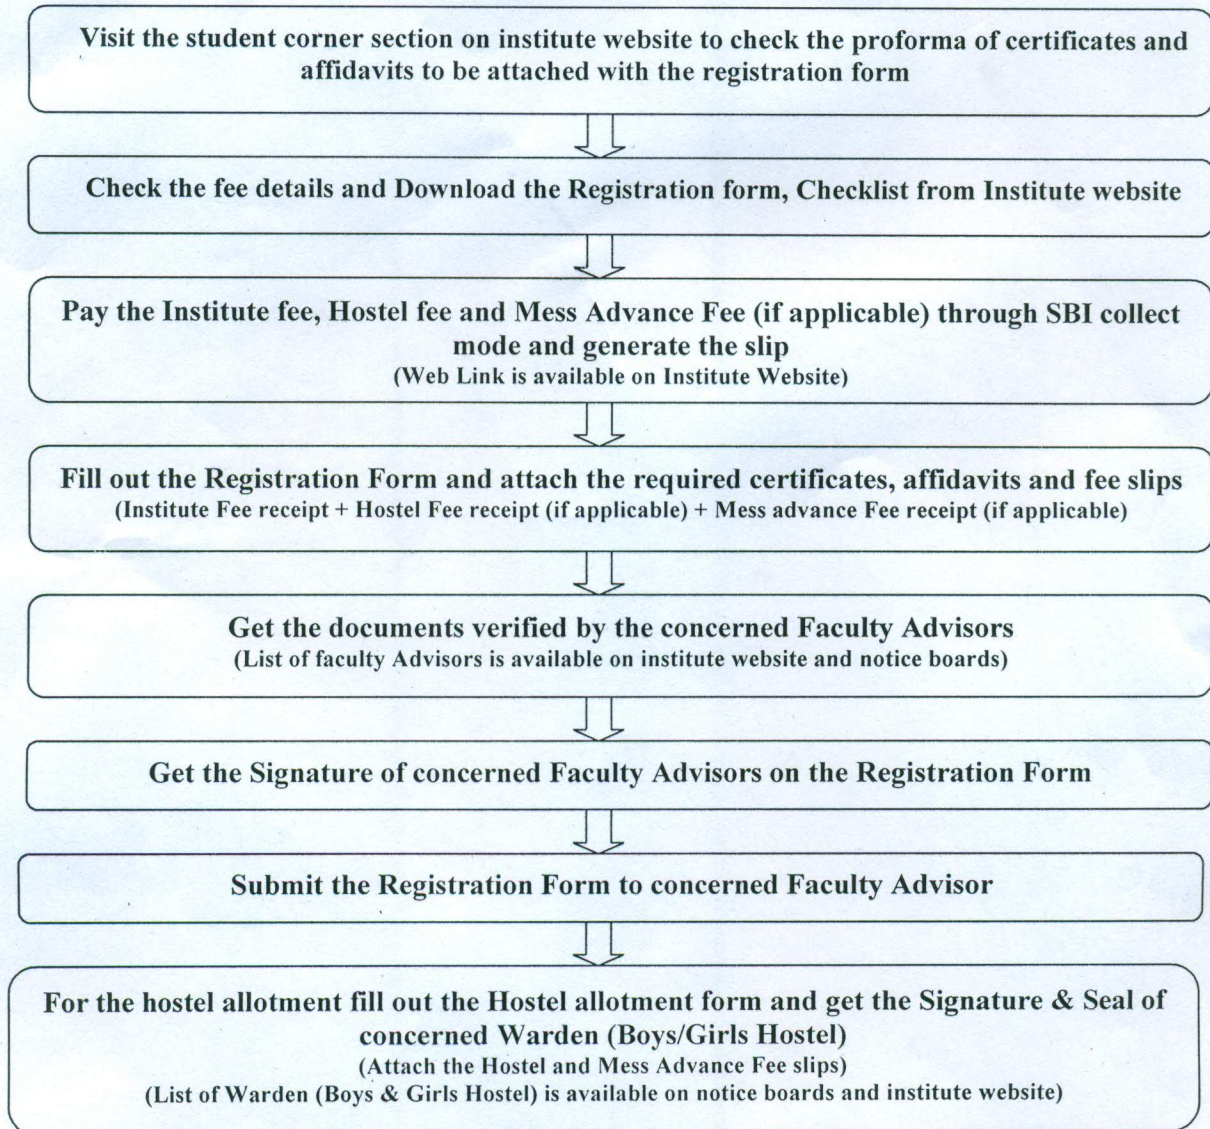 Visit the student corner section on institute website to check the proforma of certificates and
affidavits to be attached with the registration form
Check the fee details and Download the Registration form, Checklist from Institute website
Pay the Institute fee, Hostel fee and Mess Advance Fee (if applicable) through SBI collect
mode and generate the slip
(Web Link is available on Institute Website)
Fill out the Registration Form and attach the required certificates, affidavits and fee slips
(Institute Fee receipt + Hostel Fee receipt (if applicable) + Mess advance Fee receipt (if applicable)
Get the documents verified by the concerned Faculty Advisors
(List of faculty Advisors is available on institute website and notice boards)
Get the Signature of concerned Faculty Advisors on the Registration Form
Submit the Registration Form to concerned Faculty Advisor
For the hostel allotment fill out the Hostel allotment form and get the Signature & Seal of
concerned Warden (Boys/Girls Hostel)
(Attach the Hostel and Mess Advance Fee slips)
(List of Warden (Boys & Girls Hostel) is available on notice boards and institute website)